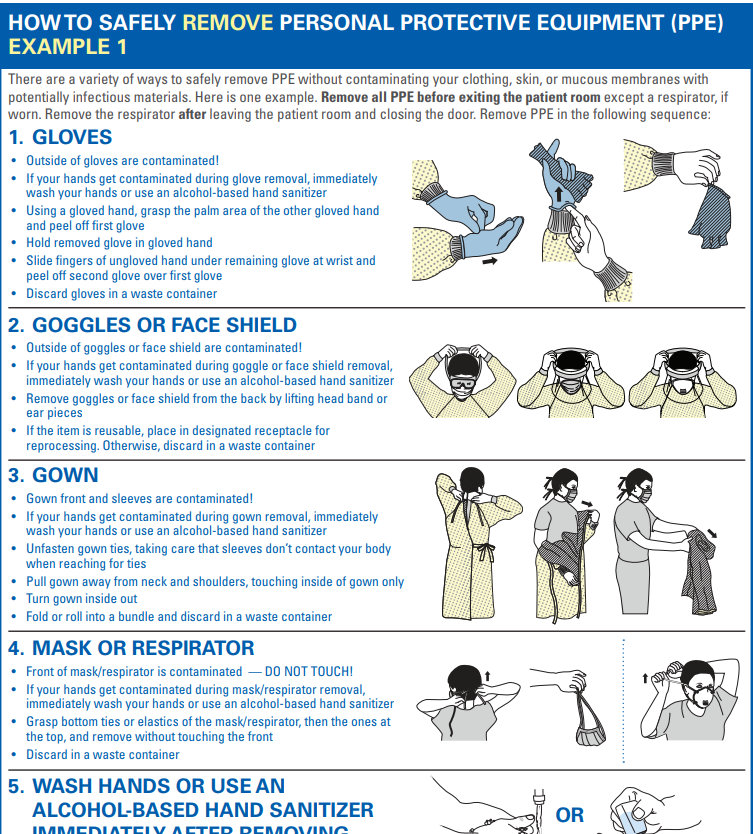 HOW TO SAFELY REMOVE PERSONAL PROTECTIVE EQUIPMENT (PPE)
EXAMPLE 1
There are a variety of ways to safely remove PPE without contaminating your clothing, skin, or mucous membranes with
potentially infectious materials. Here is one example. Remove all PPE before exiting the patient room except a respirator, if
worn. Remove the respirator after leaving the patient room and closing the door. Remove PPE in the following sequence:
1. GLOVES
• Outside of gloves are contaminated!
• If your hands get contaminated during glove removal, immediately
wash your hands or use an alcohol-based hand sanitizer
• Using a gloved hand, grasp the palm area of the other gloved hand
and peel off first glove
• Hold removed glove in gloved hand
• Slide fingers of ungloved hand under remaining glove at wrist and
peel off second glove over first glove
• Discard gloves in a waste container
2. GOGGLES OR FACE SHIELD
• Outside of goggles or face shield are contaminated!
• If your hands get contaminated during goggle or face shield removal,
immediately wash your hands or use an alcohol-based hand sanitizer
• Remove goggles or face shield from the back by lifting head band or
ear pieces
• If the item is reusable, place in designated receptacle for
reprocessing. Otherwise, discard in a waste container
3. GOWN
• Gown front and sleeves are contaminated!
• If your hands get contaminated during gown removal, immediately
wash your hands or use an alcohol-based hand sanitizer
• Unfasten gown ties, taking care that sleeves don't contact your body
when reaching for ties
• Pull gown away from neck and shoulders, touching inside of gown only
• Turn gown inside out
• Fold or roll into a bundle and discard in a waste container
4. MASK OR RESPIRATOR
• Front of mask/respirator is contaminated — DO NOT TOUCH!
• If your hands get contaminated during mask/respirator removal,
immediately wash your hands or use an alcohol-based hand sanitizer
• Grasp bottom ties or elastics of the mask/respirator, then the ones at
the top, and remove without touching the front
• Discard in a waste container
5. WASH HANDS OR USE AN
ALCOHOL-BASED HAND SANITIZER
IMMEDIATELY AFTER REMOVING
OR